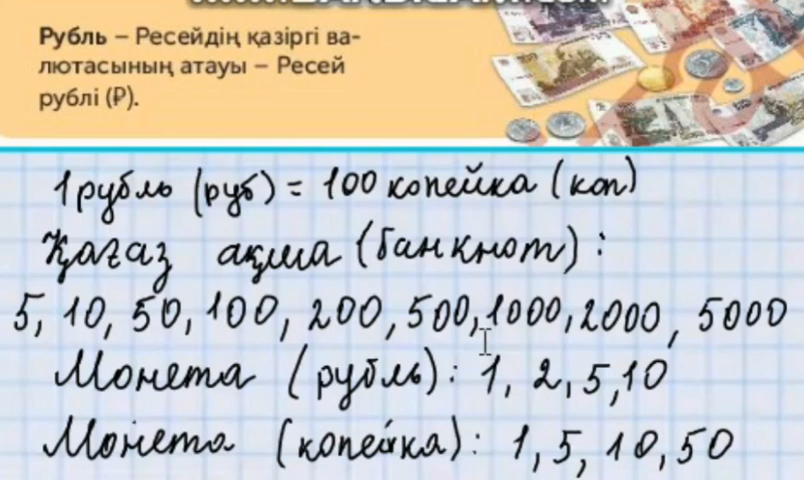 Рубль – Ресейдің қазіргі ва-
лютасының атауы – Ресей
рублі (₽).
1 рубль (руб) = 100 копейка (коп)
Қағаз ақша (банкнот) :
5, 10, 50, 100, 200, 500, 1000, 2000, 5000
Монета (рубль) : 1, 2, 5, 10
Монета (копейка) : 1, 5, 10, 50